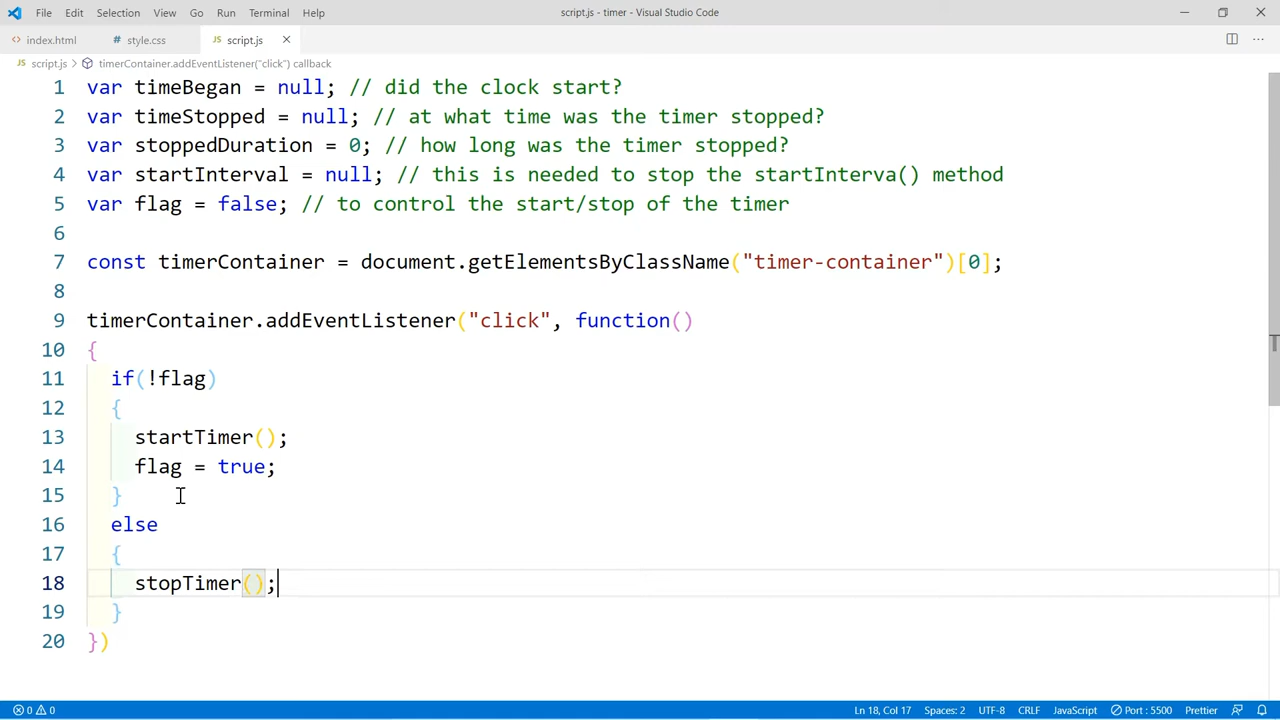 File Edit Selection View Go Run Terminal Help script.js - timer - Visual Studio Code
<> index.html # style.css JS script.js ×
JS script.js > timerContainer.addEventListener("click") callback
1 var timeBegan = null; // did the clock start?
2 var timeStopped = null; // at what time was the timer stopped?
3 var stoppedDuration = 0; // how long was the timer stopped?
4 var startInterval = null; // this is needed to stop the startInterva() method
5 var flag = false; // to control the start/stop of the timer
6
7 const timerContainer = document.getElementsByClassName("timer-container")[0];
8
9 timerContainer.addEventListener("click", function()
10 {
11 if(!flag)
12 {
13 startTimer();
14 flag = true;
15 }
16 else
17 {
18 stopTimer();
19 }
20 })
0 0 Ln 18, Col 17 Spaces: 2 UTF-8 CRLF JavaScript Port : 5500 Prettier